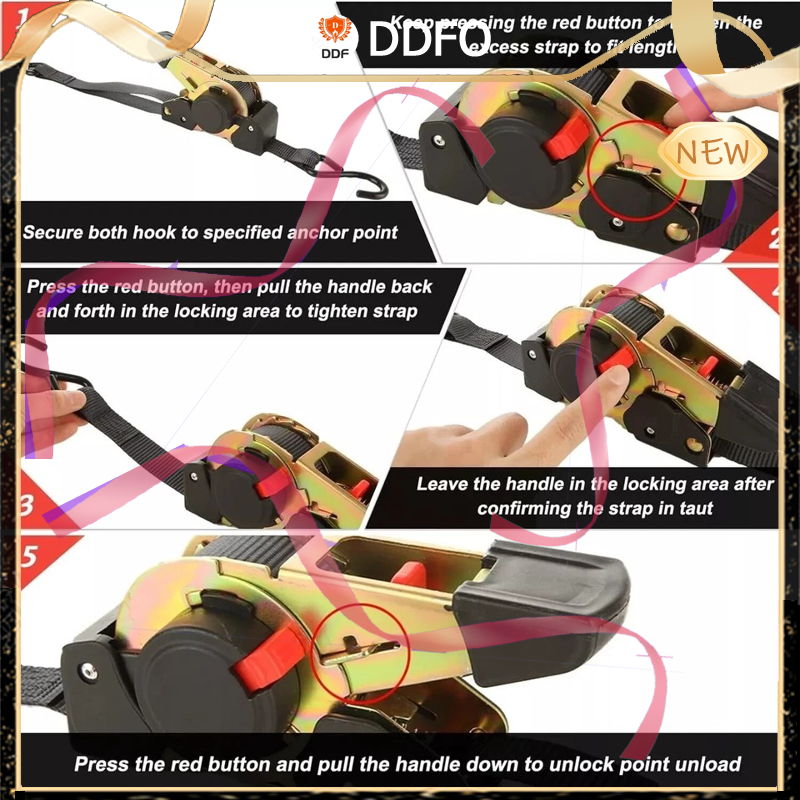 1
DDF
DDFO
Keep pressing the red button to the
excess strap to fit length
NEW
Secure both hook to specified anchor point
2
Press the red button, then pull the handle back
and forth in the locking area to tighten strap
3
Leave the handle in the locking area after
confirming the strap in taut
5
Press the red button and pull the handle down to unlock point unload